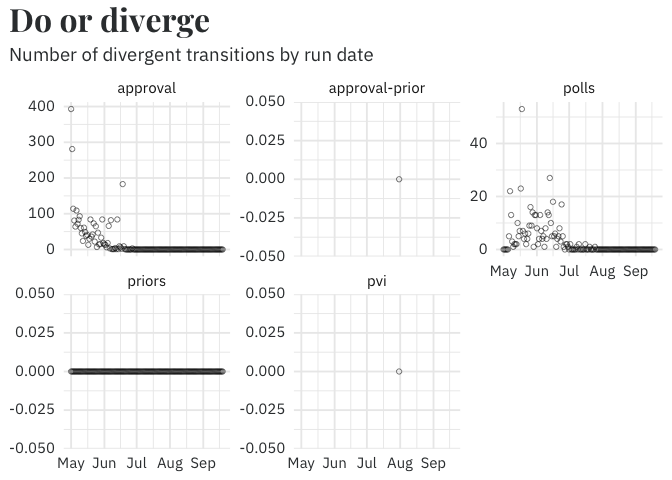 Do or diverge
Number of divergent transitions by run date
approval
approval-prior
polls
400
300
200
100
0
0.050
0.025
0.000
-0.025
-0.050
40
20
0
May Jun Jul Aug Sep
priors
pvi
0.050
0.025
0.000
-0.025
-0.050
0.050
0.025
0.000
-0.025
-0.050
May Jun Jul Aug Sep
May Jun Jul Aug Sep